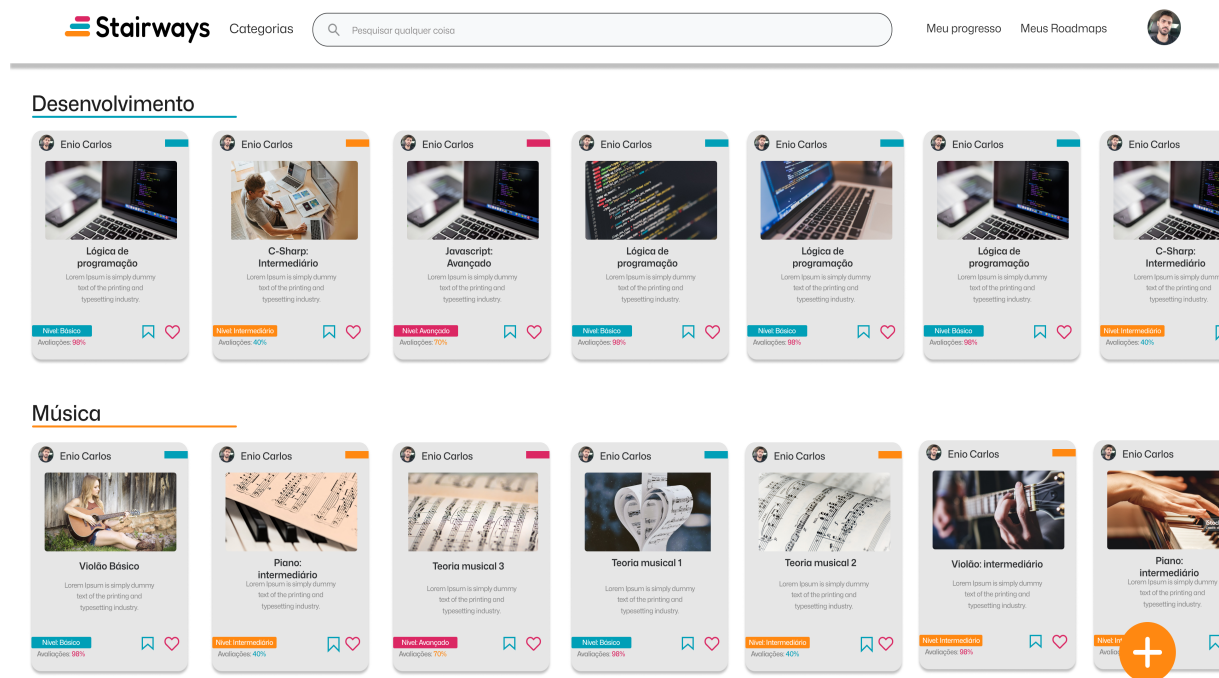 Stairways
Categorias
Pesquisar qualquer coisa
Meu progresso
Meus Roadmaps
Desenvolvimento
Enio Carlos
Lógica de
programação
Lorem Ipsum is simply dummy
text of the printing and
typesetting industry.
Nível: Básico
Avaliações: 98%
Enio Carlos
C-Sharp:
Intermediário
Lorem Ipsum is simply dummy
text of the printing and
typesetting industry.
Nível: Intermediário
Avaliações: 40%
Enio Carlos
Javascript:
Avançado
Lorem Ipsum is simply dummy
text of the printing and
typesetting industry.
Nível: Avançado
Avaliações: 70%
Enio Carlos
Lógica de
programação
Lorem Ipsum is simply dummy
text of the printing and
typesetting industry.
Nível: Básico
Avaliações: 98%
Enio Carlos
Lógica de
programação
Lorem Ipsum is simply dummy
text of the printing and
typesetting industry.
Nível: Básico
Avaliações: 98%
Enio Carlos
Lógica de
programação
Lorem Ipsum is simply dummy
text of the printing and
typesetting industry.
Nível: Básico
Avaliações: 98%
Enio Carlos
C-Sharp:
Intermediário
Lorem Ipsum is simply dum
text of the printing and
typesetting industry.
Nível: Intermediário
Avaliações: 40%
Música
Enio Carlos
Violão Básico
Lorem Ipsum is simply dummy
text of the printing and
typesetting industry.
Nível: Básico
Avaliações: 98%
Enio Carlos
Piano:
intermediário
Lorem Ipsum is simply dummy
text of the printing and
typesetting industry.
Nível: Intermediário
Avaliações: 40%
Enio Carlos
Teoria musical 3
Lorem Ipsum is simply dummy
text of the printing and
typesetting industry.
Nível: Avançado
Avaliações: 70%
Enio Carlos
Teoria musical 1
Lorem Ipsum is simply dummy
text of the printing and
typesetting industry.
Nível: Básico
Avaliações: 98%
Enio Carlos
Teoria musical 2
Lorem Ipsum is simply dummy
text of the printing and
typesetting industry.
Nível: Intermediário
Avaliações: 40%
Enio Carlos
Violão: intermediário
Lorem Ipsum is simply dummy
text of the printing and
typesetting industry.
Nível: Intermediário
Avaliações: 98%
Enio Carlos
Piano:
intermediário
Lorem Ipsum is simply dummy
text of the printing and
typesetting industry.